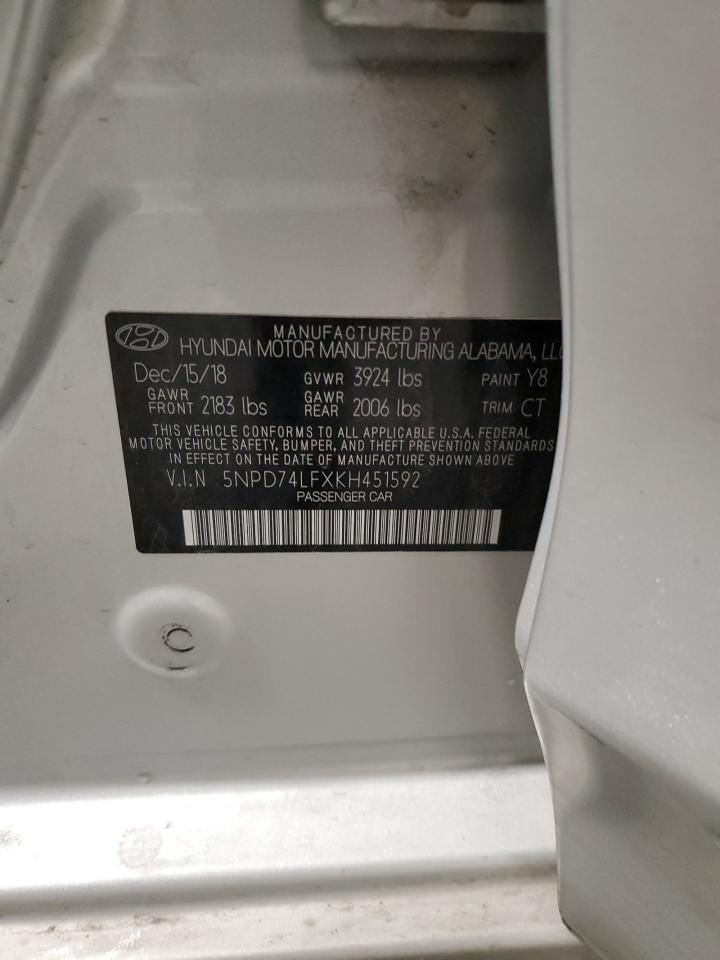 MANUFACTURED BY
HYUNDAI MOTOR MANUFACTURING ALABAMA, LLC
Dec/15/18 GVWR 3924 lbs PAINT Y8
GAWR FRONT 2183 lbs GAWR REAR 2006 lbs TRIM CT
THIS VEHICLE CONFORMS TO ALL APPLICABLE U.S.A. FEDERAL
MOTOR VEHICLE SAFETY, BUMPER, AND THEFT PREVENTION STANDARDS
IN EFFECT ON THE DATE OF MANUFACTURE SHOWN ABOVE.
V.I.N 5NPD74LFXKH451592
PASSENGER CAR
C